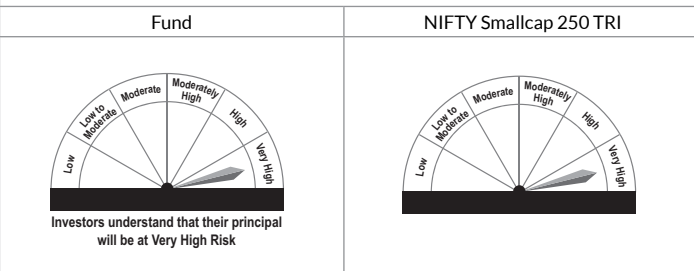 Fund
NIFTY Smallcap 250 TRI
Low
Low to
Moderate
Moderate
Moderately
High
High
Very High
Low
Low to
Moderate
Moderate
Moderately
High
High
Very High
Investors understand that their principal
will be at Very High Risk